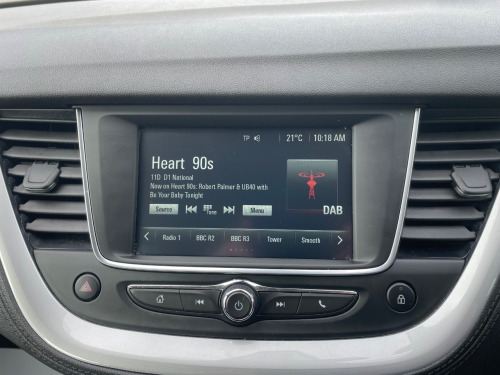 TP 21°C 10:18 AM
Heart 90s
11D D1 National
Now on Heart 90s: Robert Palmer & UB40 with
Be Your Baby Tonight
Source Tune Menu
DAB
Radio 1 BBC R2 BBC R3 Tower Smooth